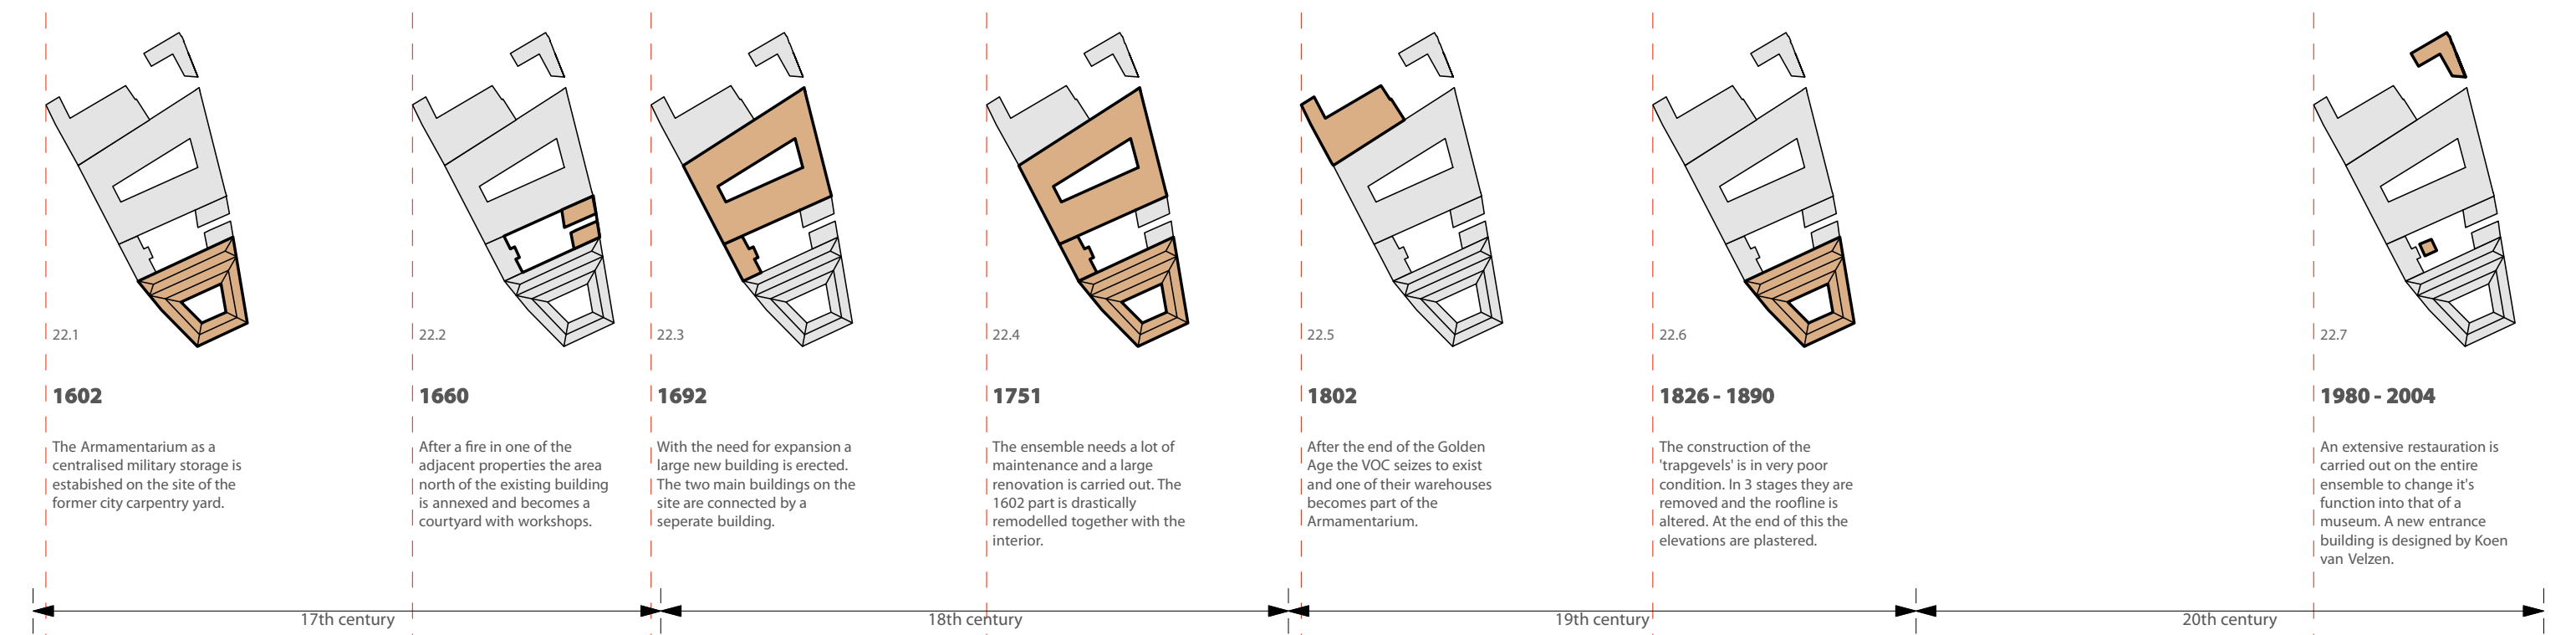 22.1
1602
The Armamentarium as a
centralised military storage is
estabished on the site of the
former city carpentry yard.
22.2
1660
After a fire in one of the
adjacent properties the area
north of the existing building
is annexed and becomes a
courtyard with workshops.
22.3
1692
With the need for expansion a
large new building is erected.
The two main buildings on the
site are connected by a
seperate building.
22.4
1751
The ensemble needs a lot of
maintenance and a large
renovation is carried out. The
1602 part is drastically
remodelled together with the
interior.
22.5
1802
After the end of the Golden
Age the VOC seizes to exist
and one of their warehouses
becomes part of the
Armamentarium.
22.6
1826 - 1890
The construction of the
'trapgevels' is in very poor
condition. In 3 stages they are
removed and the roofline is
altered. At the end of this the
elevations are plastered.
22.7
1980 - 2004
An extensive restauration is
carried out on the entire
ensemble to change it's
function into that of a
museum. A new entrance
building is designed by Koen
van Velzen.
17th century
18th century
19th century
20th century